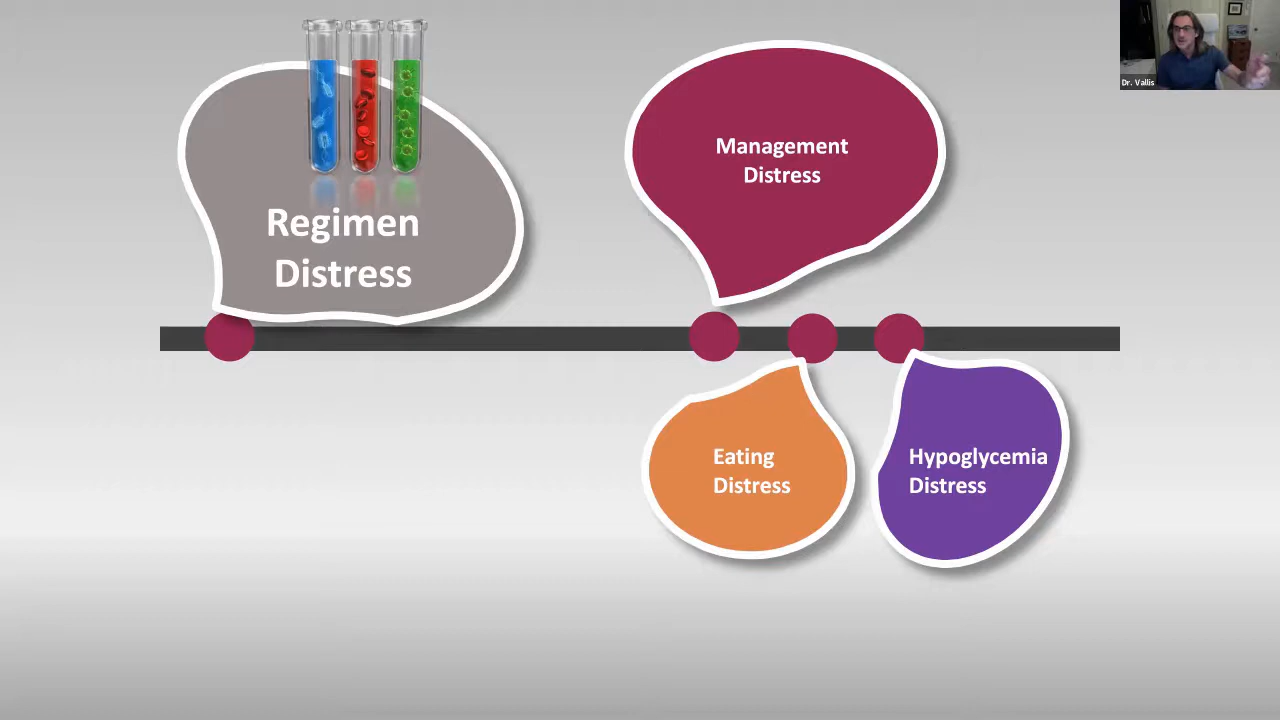 Regimen
Distress
Management
Distress
Eating
Distress
Hypoglycemia
Distress
Dr. Vallis